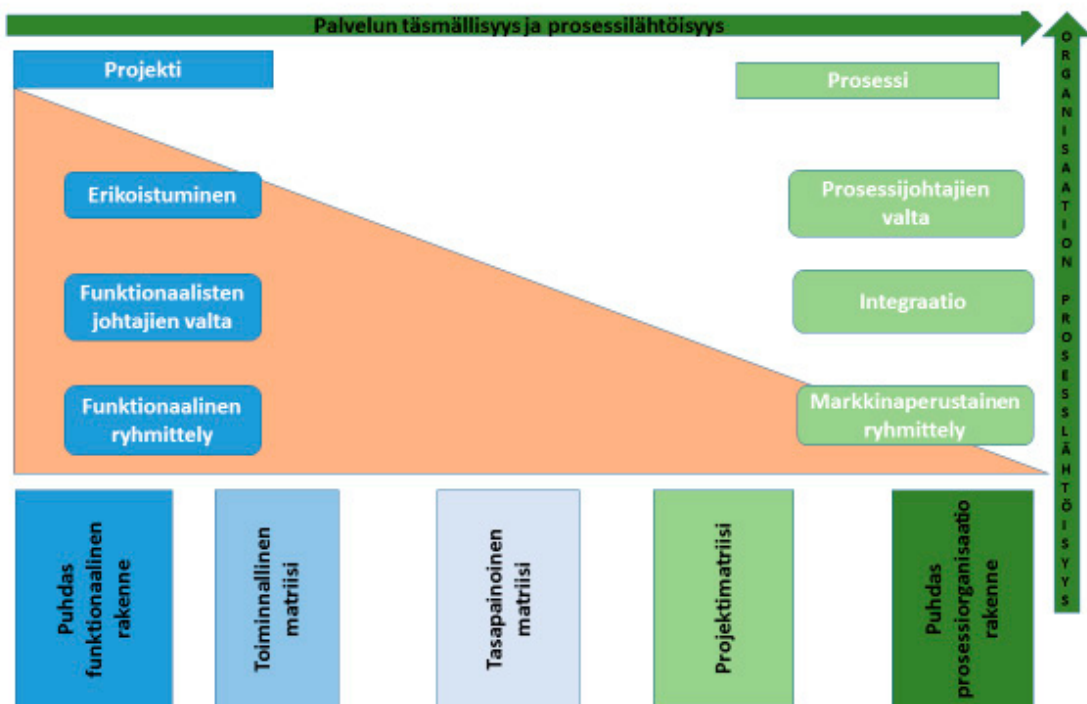 Palvelun täsmällisyys ja prosessilähtöisyys
Projekti
Prosessi
Erikoistuminen
Prosessijohtajien
valta
Funktionaalisten
johtajien valta
Integraatio
Funktionaalinen
ryhmittely
Markkinaperustainen
ryhmittely
Puhdas
funktionaalinen
rakenne
Toiminnallinen
matriisi
Tasapainoinen
matriisi
Projektimatriisi
Puhdas
prosessiorganisaatio
rakenne
ORGANISAATION PROSESSLÄHTÖISYYS